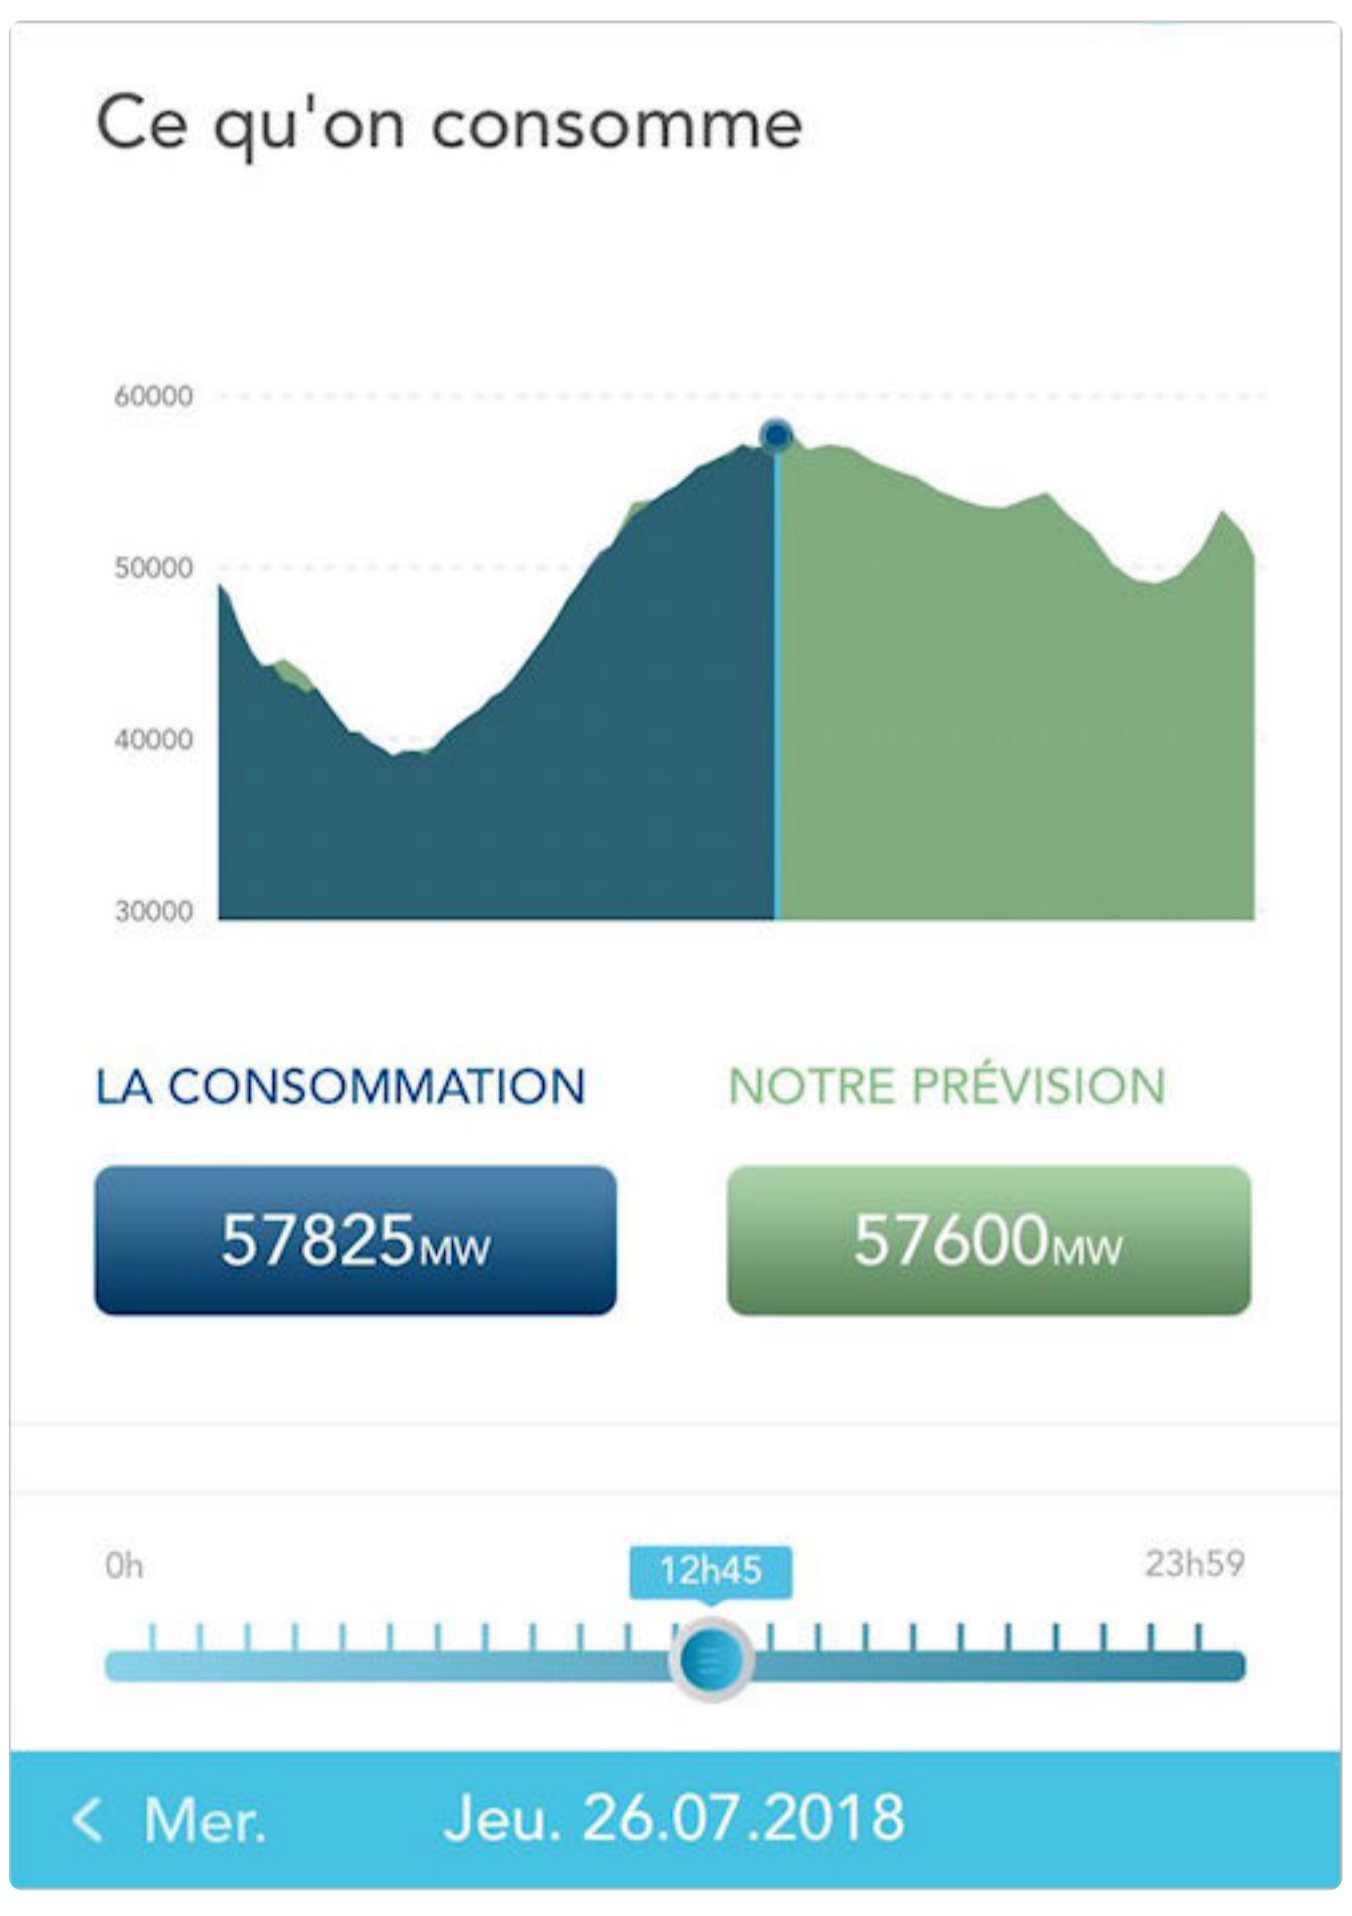 Ce qu'on consomme
60000
50000
40000
30000
LA CONSOMMATION
NOTRE PRÉVISION
57825MW
57600MW
0h
12h45
23h59
< Mer.
Jeu. 26.07.2018